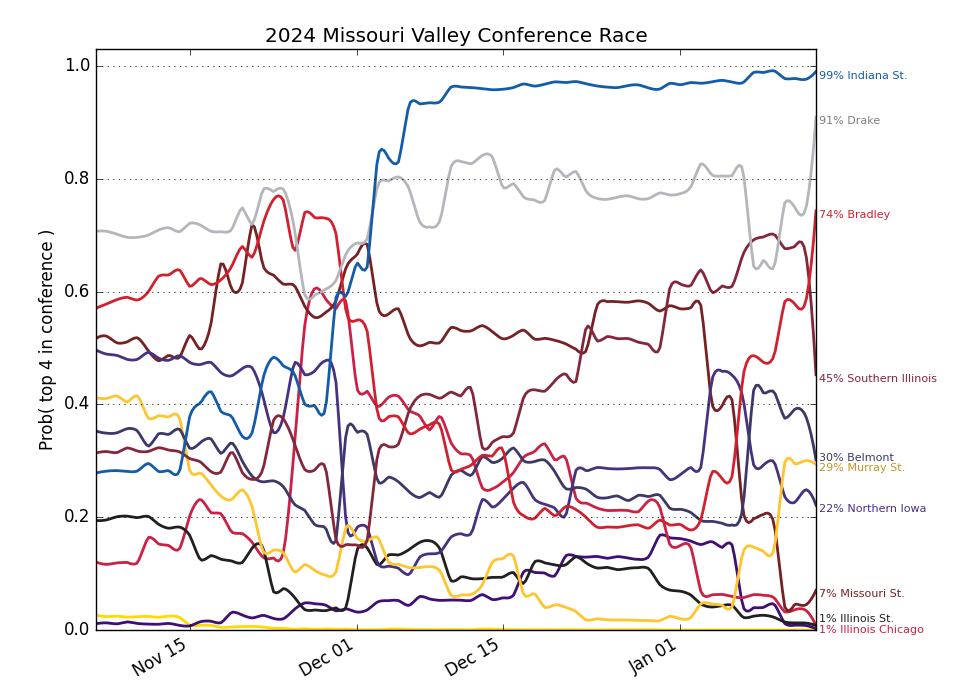 2024 Missouri Valley Conference Race
Prob( top 4 in conference )
1.0
0.8
0.6
0.4
0.2
0.0
Nov 15
Dec 01
Dec 15
Jan 01
99% Indiana St.
91% Drake
74% Bradley
45% Southern Illinois
30% Belmont
29% Murray St.
22% Northern Iowa
7% Missouri St.
1% Illinois St.
1% Illinois Chicago